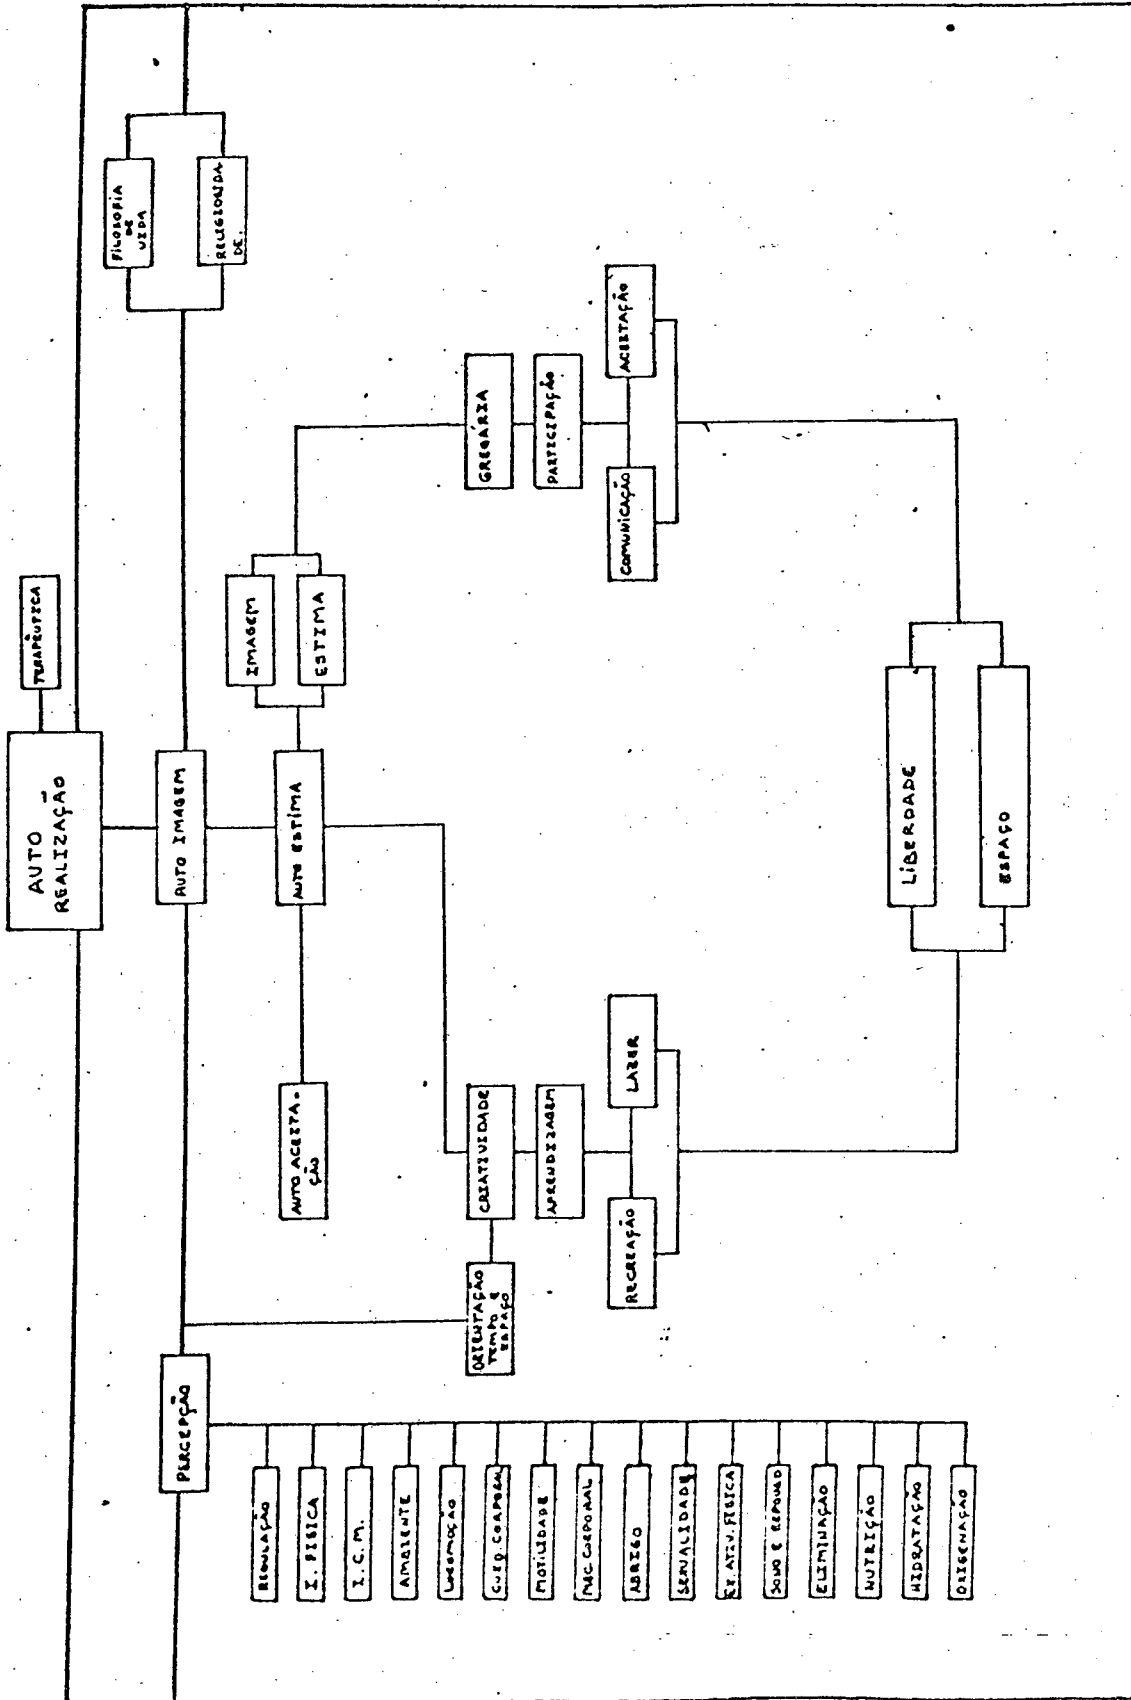 TERAPÊUTICA
AUTO -
REALIZAÇÃO
AUTO IMAGEM
AUTO ESTIMA
AUTO ACEITA-
ÇÃO
IMAGEM
ESTIMA
FILOSOFIA
DE
VIDA
RELIGIOSIDA
DE.
PERCEPÇÃO
ORIENTAÇÃO
TEMPO E
ESPAÇO
CRIATIVIDADE
APRENDIZAGEM
RECREAÇÃO
LAZER
GREGÁRIA
PARTICIPAÇÃO
COMUNICAÇÃO
ACEITAÇÃO
LIBERDADE
ESPAÇO
REGULAÇÃO
I. FISICA
I. C. M.
AMBIENTE
LOCOMOÇÃO
CUID. CORPORAL
MOTILIDADE
MEC. CORPORAL
ABRIGO
SEXUALIDADE
EX. ATIV. FISICA
SONO E REPOUSO
ELIMINAÇÃO
NUTRIÇÃO
HIDRATAÇÃO
OXIGENAÇÃO